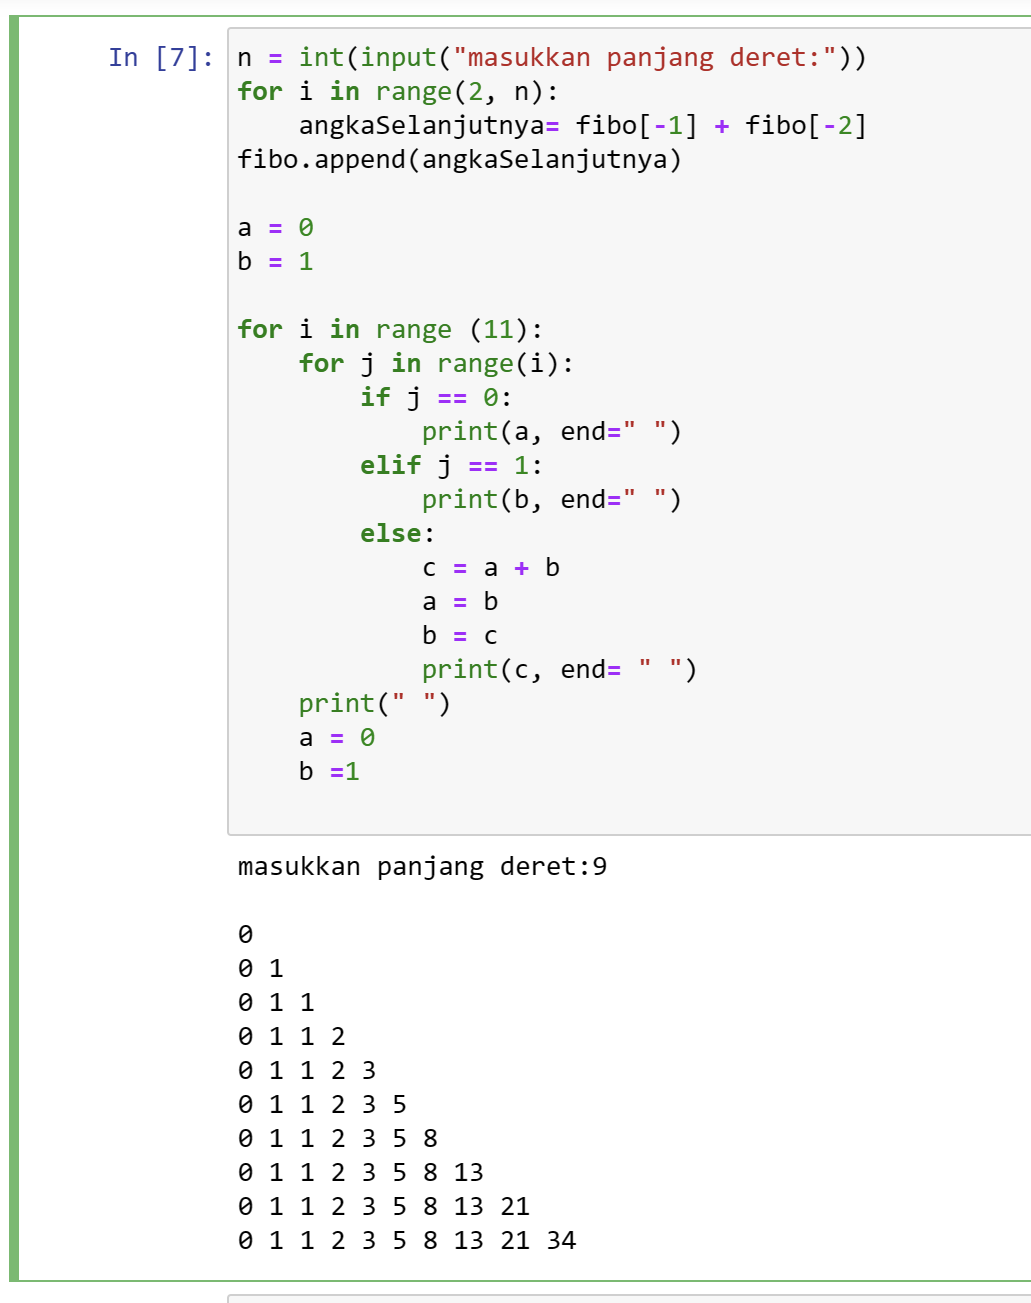 In [7]: n = int(input("masukkan panjang deret:"))
for i in range(2, n):
    angkaSelanjutnya= fibo[-1] + fibo[-2]
fibo.append(angkaSelanjutnya)

a = 0
b = 1

for i in range (11):
    for j in range(i):
        if j == 0:
            print(a, end=" ")
        elif j == 1:
            print(b, end=" ")
        else:
            c = a + b
            a = b
            b = c
            print(c, end= " ")
    print(" ")
    a = 0
    b =1

masukkan panjang deret:9

0
0 1
0 1 1
0 1 1 2
0 1 1 2 3
0 1 1 2 3 5
0 1 1 2 3 5 8
0 1 1 2 3 5 8 13
0 1 1 2 3 5 8 13 21
0 1 1 2 3 5 8 13 21 34